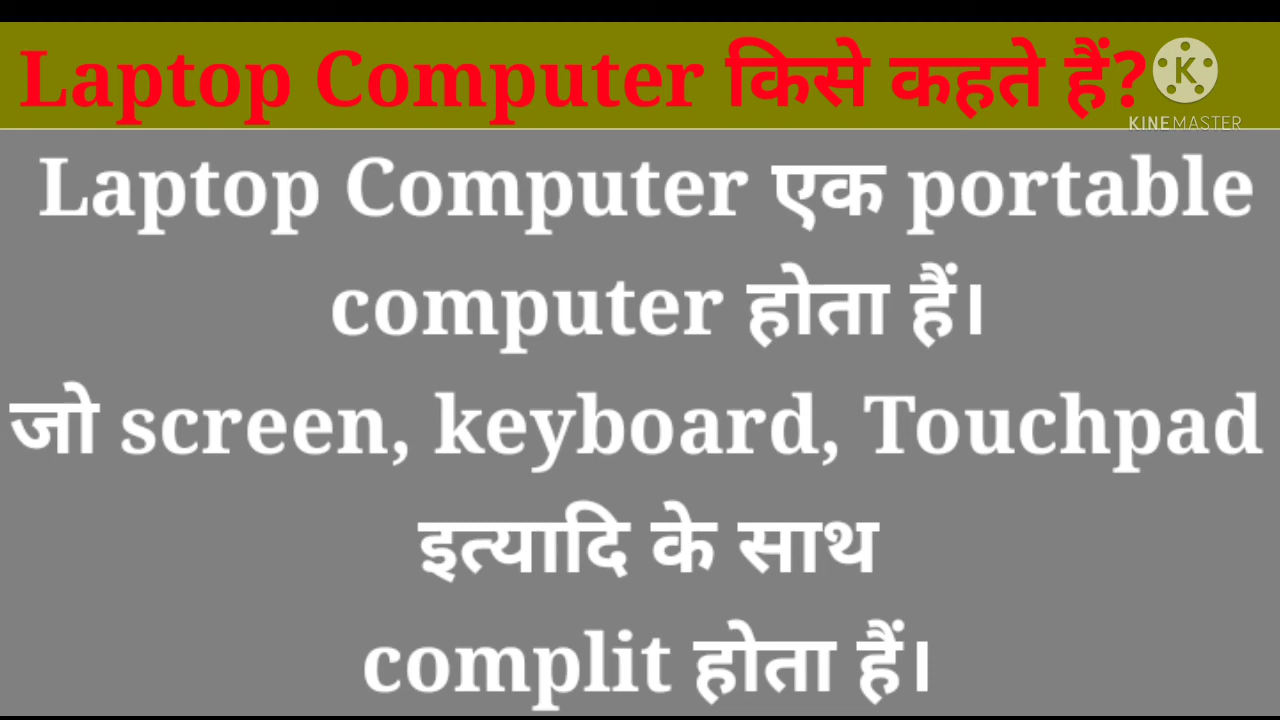 Laptop Computer किसे कहते हैं?
K
KINEMASTER
Laptop Computer एक portable
computer होता हैं।
जो screen, keyboard, Touchpad
इत्यादि के साथ
complit होता हैं।